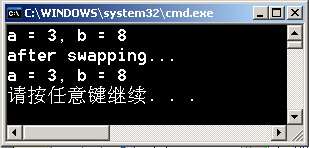 C:\WINDOWS\system32\cmd.exe
a = 3, b = 8
after swapping...
a = 3, b = 8
请按任意键继续. . .